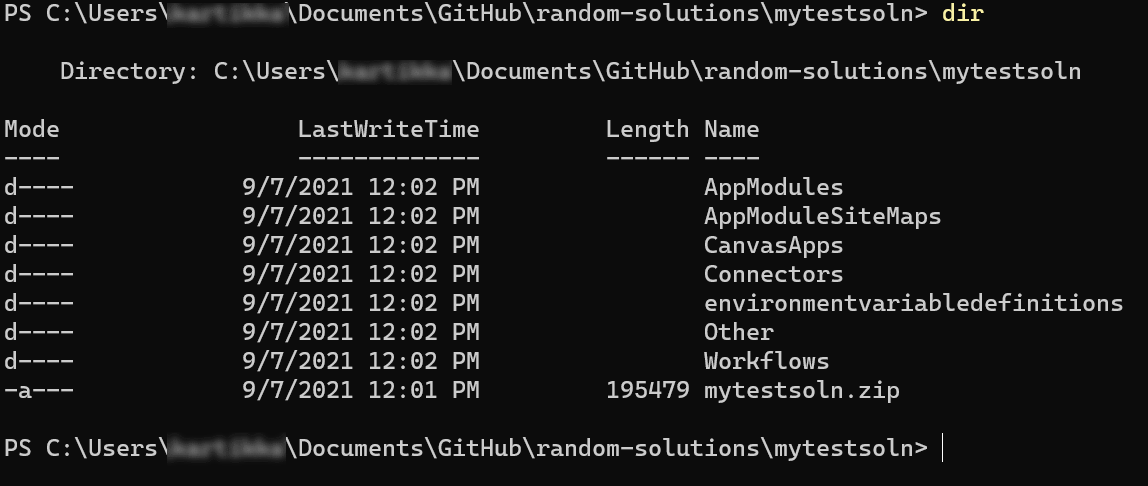 PS C:\Users\ \Documents\GitHub\random-solutions\mytestsoln> dir
Directory: C:\Users\ \Documents\GitHub\random-solutions\mytestsoln
Mode LastWriteTime Length Name
---- ------------- ------ ----
d---- 9/7/2021 12:02 PM AppModules
d---- 9/7/2021 12:02 PM AppModuleSiteMaps
d---- 9/7/2021 12:02 PM CanvasApps
d---- 9/7/2021 12:02 PM Connectors
d---- 9/7/2021 12:02 PM environmentvariabledefinitions
d---- 9/7/2021 12:02 PM Other
d---- 9/7/2021 12:02 PM Workflows
-a--- 9/7/2021 12:01 PM 195479 mytestsoln.zip
PS C:\Users\ \Documents\GitHub\random-solutions\mytestsoln>